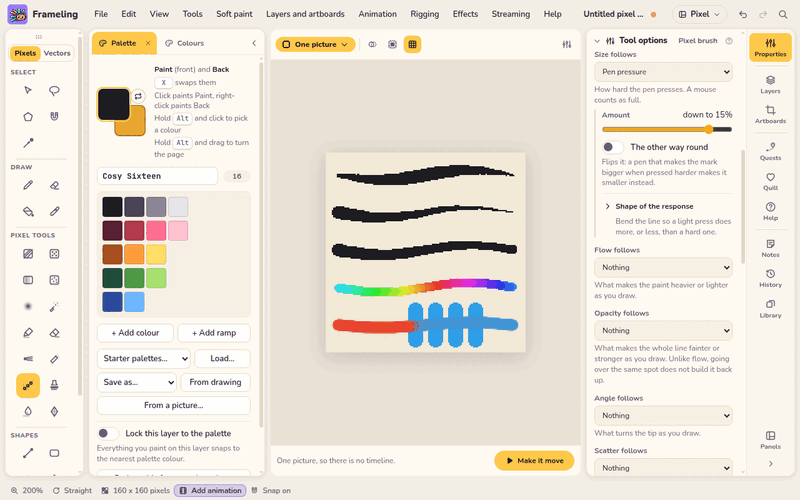 Frameling File Edit View Tools Soft paint Layers and artboards Animation Rigging Effects Streaming Help Untitled pixel ... Pixel
Pixels Vectors
SELECT
DRAW
PIXEL TOOLS
SHAPES
Palette × Colours
Paint (front) and Back
X swaps them
Click paints Paint, right-
click paints Back
Hold Alt and click to pick
a colour
Hold Alt and drag to turn
the page
Cosy Sixteen 16
+ Add colour + Add ramp
Starter palettes... Load...
Save as... From drawing
From a picture...
Lock this layer to the palette
Everything you paint on this layer snaps to
the nearest palette colour.
One picture
One picture, so there is no timeline. Make it move
Tool options Pixel brush ?
Size follows
Pen pressure
How hard the pen presses. A mouse
counts as full.
Amount down to 15%
The other way round
Flips it: a pen that makes the mark
bigger when pressed harder makes it
smaller instead.
Shape of the response
Bend the line so a light press does
more, or less, than a hard one.
Flow follows
Nothing
What makes the paint heavier or lighter
as you draw.
Opacity follows
Nothing
What makes the whole line fainter or
stronger as you draw. Unlike flow, going
over the same spot does not build it back
up.
Angle follows
Nothing
What turns the tip as you draw.
Scatter follows
Nothing
Properties
Layers
Artboards
Quests
Quill
Help
Notes
History
Library
Panels
200% Straight 160 x 160 pixels Add animation Snap on